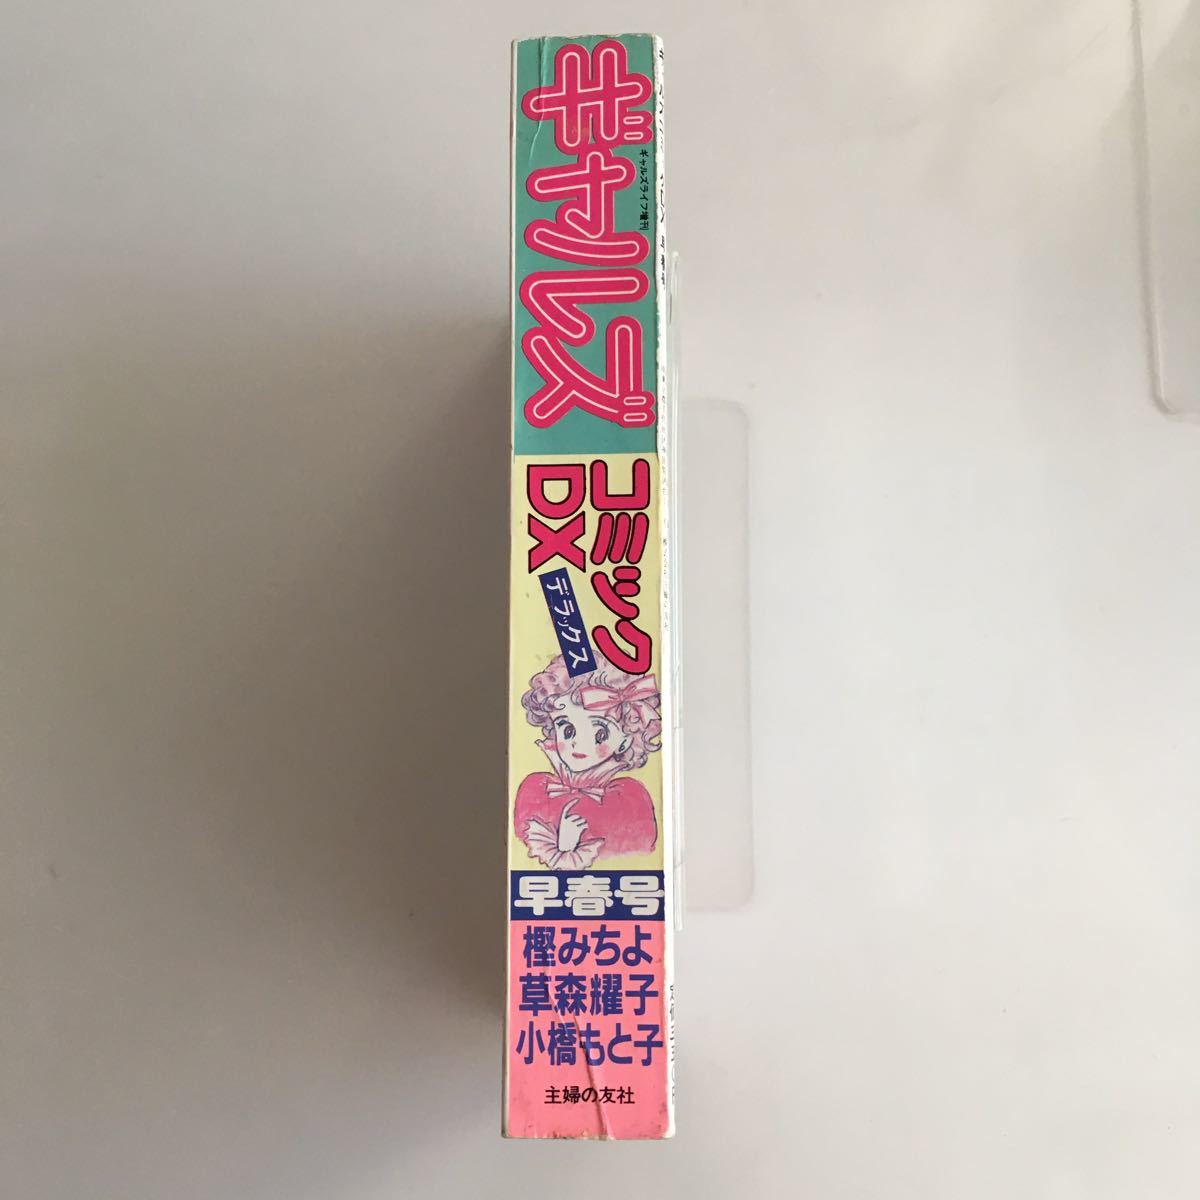 ギャルズ
ギャルズライフ増刊
コミック
DX
デラックス
早春号
樫みちよ
草森耀子
小橋もと子
主婦の友社